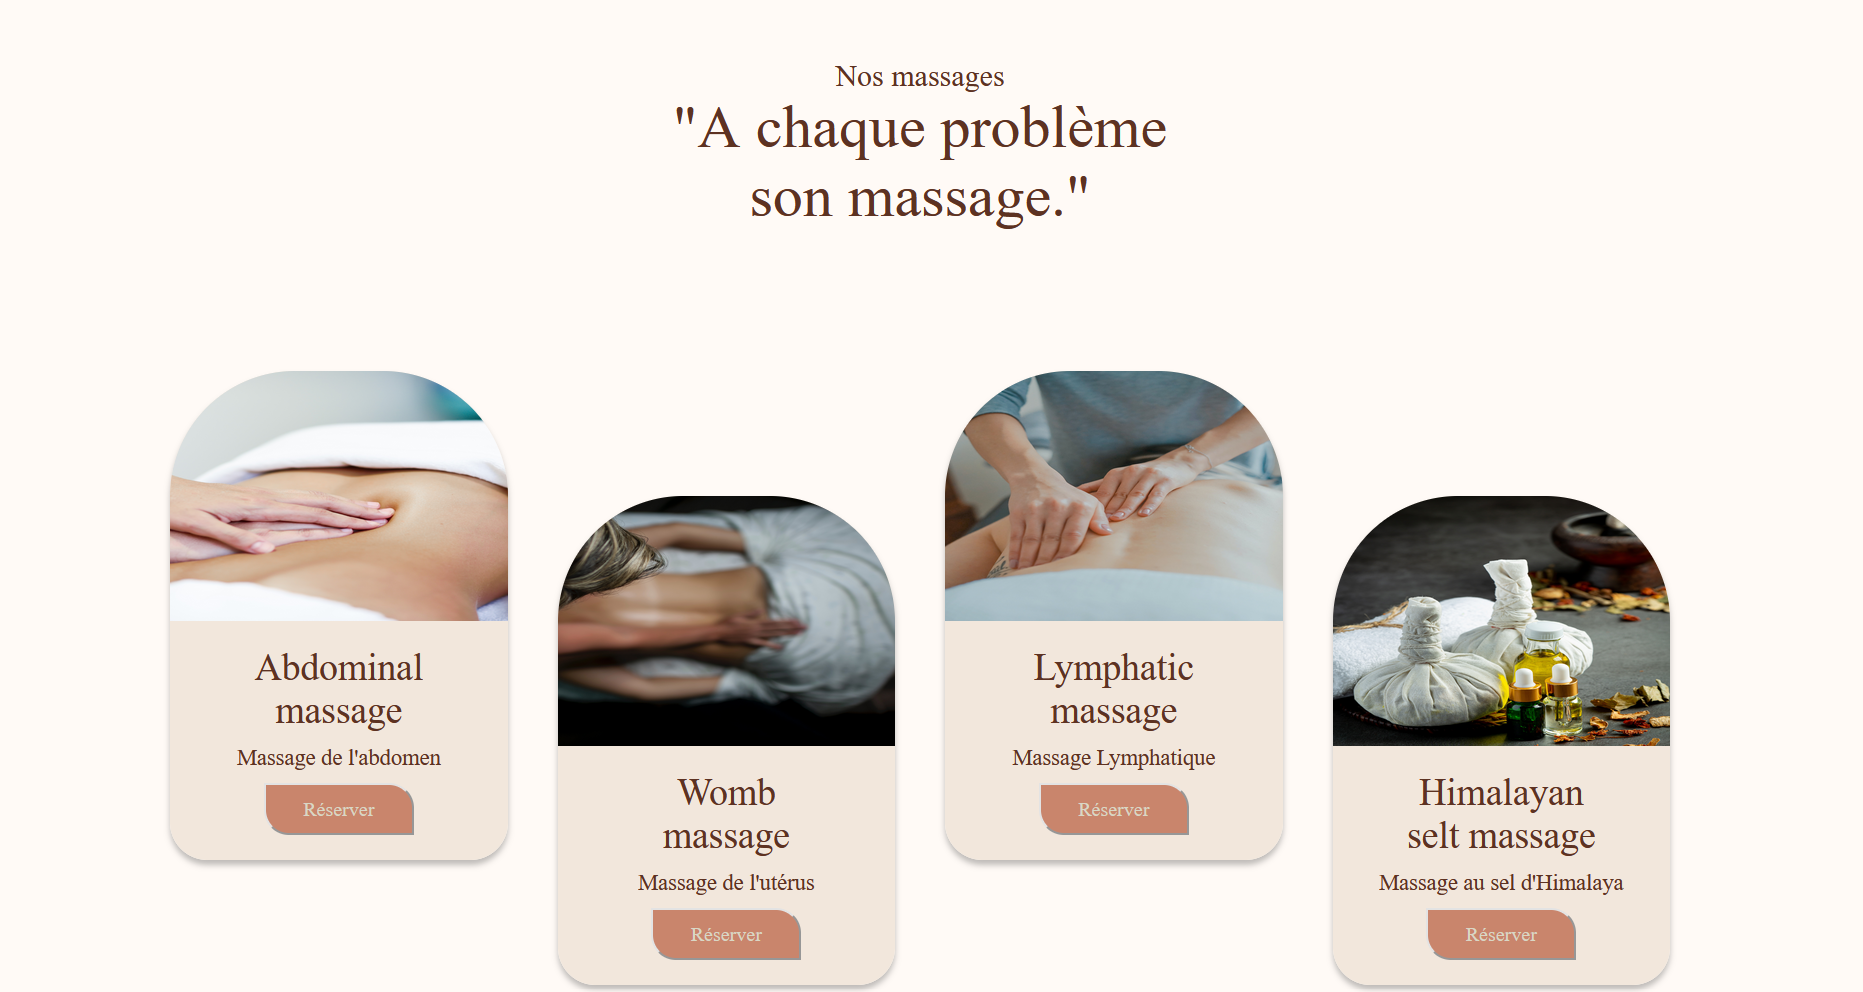 Nos massages
"A chaque problème
son massage."
Abdominal
massage
Massage de l'abdomen
Réserver
Womb
massage
Massage de l'utérus
Réserver
Lymphatic
massage
Massage Lymphatique
Réserver
Himalayan
selt massage
Massage au sel d'Himalaya
Réserver